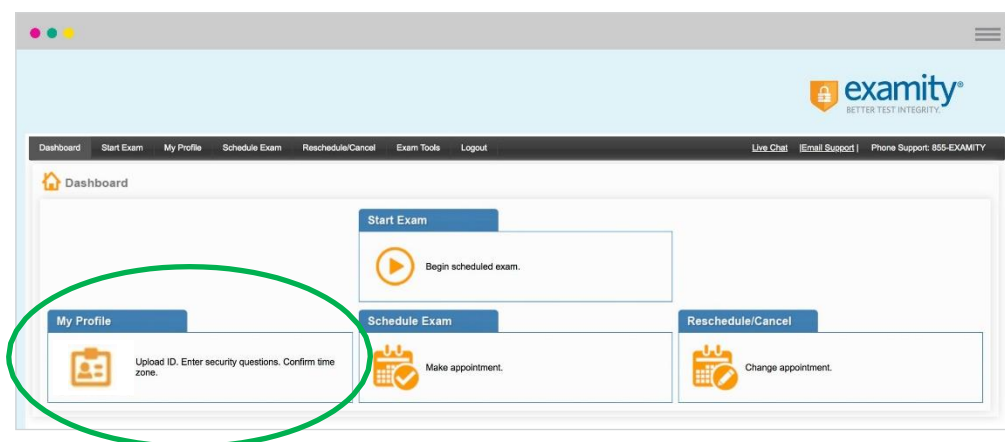 examity®
BETTER TEST INTEGRITY.
Dashboard Start Exam My Profile Schedule Exam Reschedule/Cancel Exam Tools Logout Live Chat |Email Support| Phone Support: 855-EXAMITY
Dashboard
Start Exam
Begin scheduled exam.
My Profile
Upload ID. Enter security questions. Confirm time
zone.
Schedule Exam
Make appointment.
Reschedule/Cancel
Change appointment.